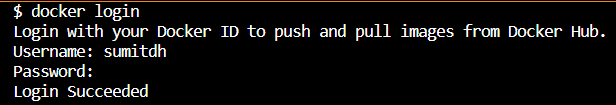 $ docker login
Login with your Docker ID to push and pull images from Docker Hub.
Username: sumitdh
Password:
Login Succeeded